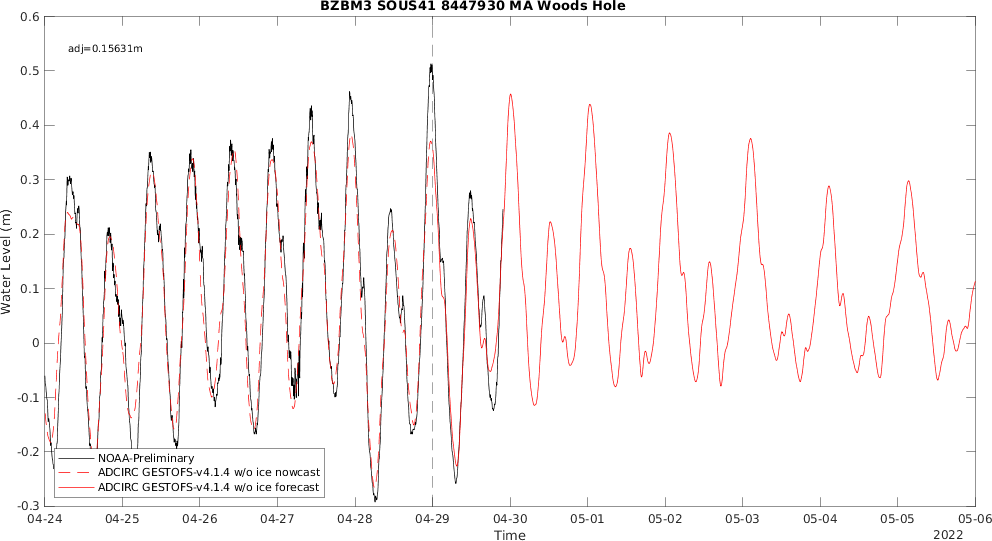 BZBM3 SOUS41 8447930 MA Woods Hole
adj=0.15631m
Water Level (m)
0.6
0.5
0.4
0.3
0.2
0.1
0
-0.1
-0.2
-0.3
NOAA-Preliminary
ADCIRC GESTOFS-v4.1.4 w/o ice nowcast
ADCIRC GESTOFS-v4.1.4 w/o ice forecast
04-24 04-25 04-26 04-27 04-28 04-29 04-30 05-01 05-02 05-03 05-04 05-05 05-06
Time
2022